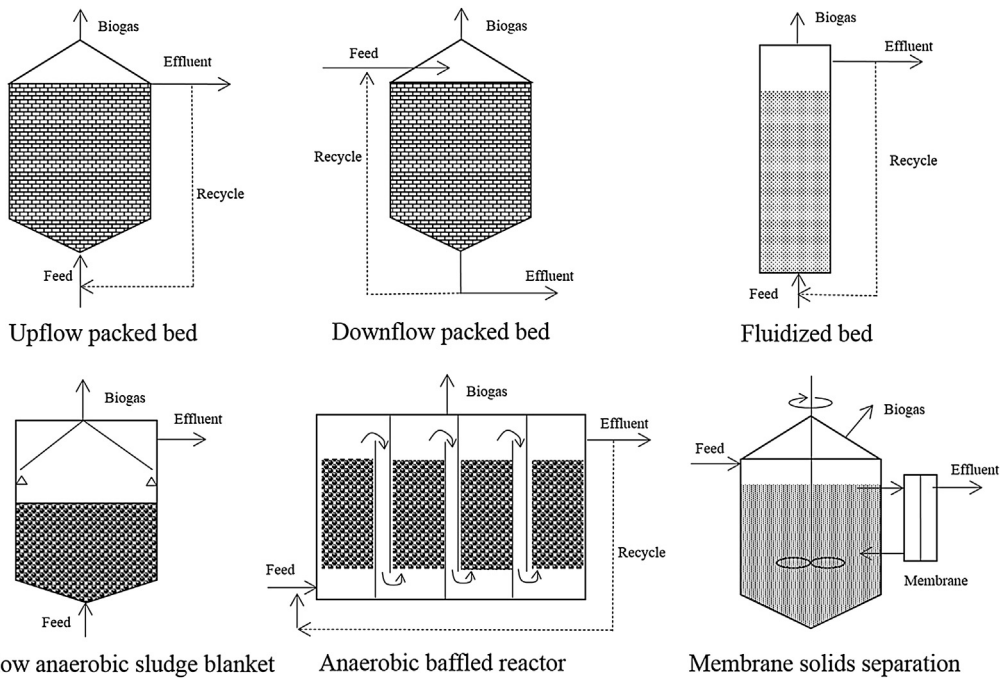 Biogas
Effluent
Recycle
Feed
Upflow packed bed
Biogas
Feed
Recycle
Effluent
Downflow packed bed
Biogas
Effluent
Recycle
Feed
Fluidized bed
Biogas
Effluent
Feed
ow anaerobic sludge blanket
Biogas
Effluent
Recycle
Feed
Anaerobic baffled reactor
Biogas
Feed
Effluent
Membrane
Membrane solids separation